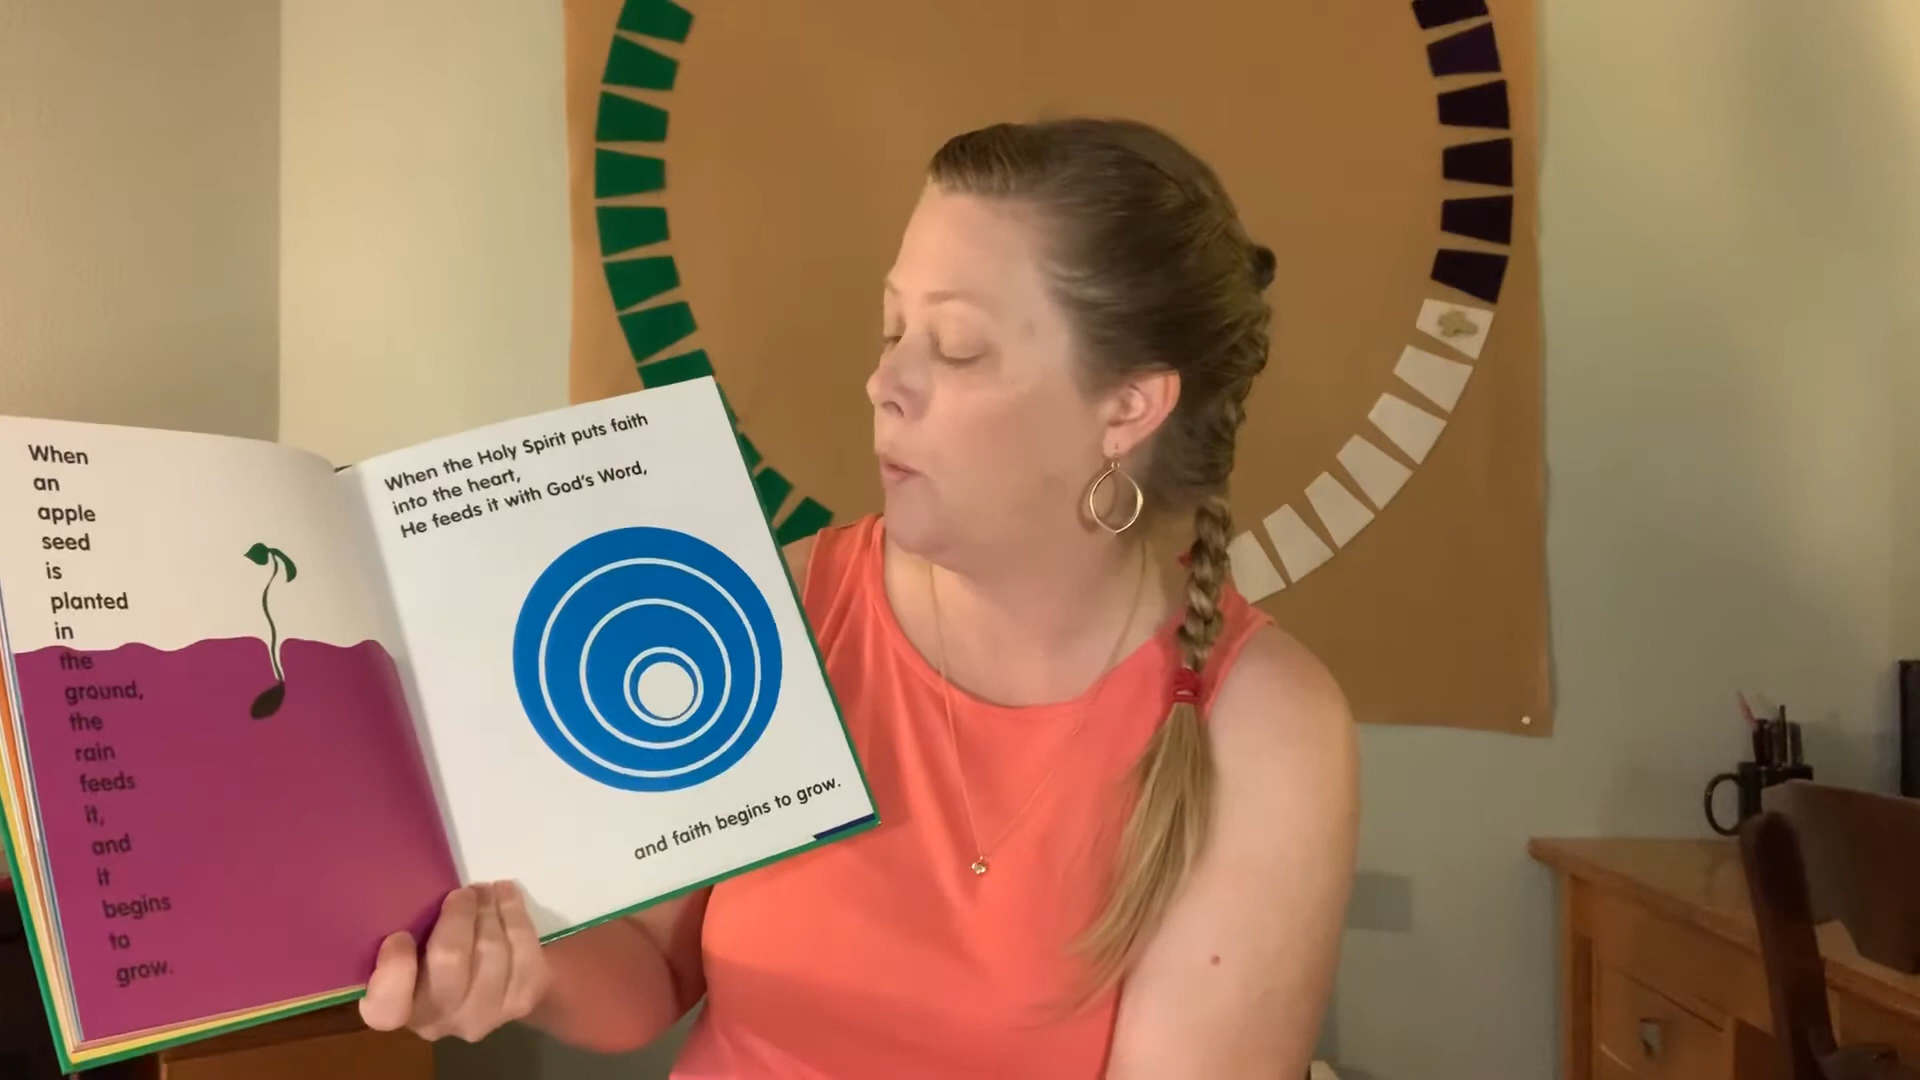 When
an
apple
seed
is
planted
in
the
ground,
the
rain
feeds
it,
and
it
begins
to
grow.
When the Holy Spirit puts faith
into the heart,
He feeds it with God's Word,
and faith begins to grow.